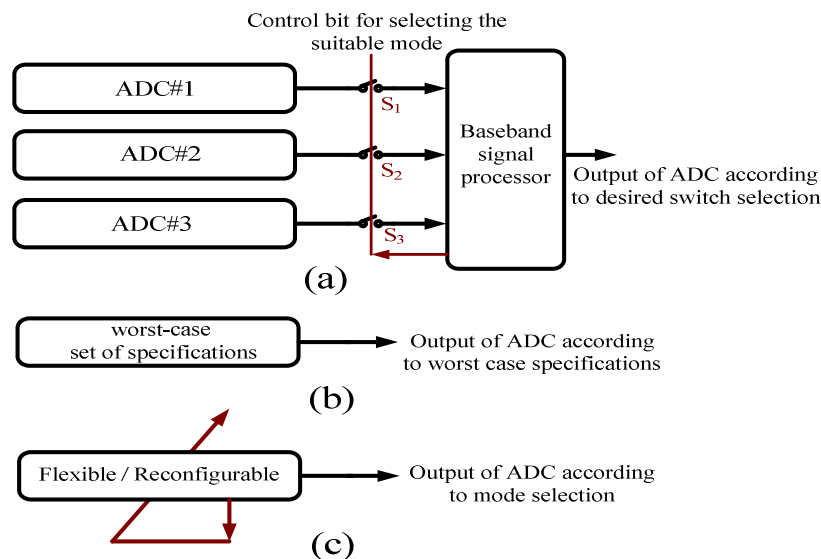 (a)
Control bit for selecting the
suitable mode
ADC#1
S₁
ADC#2
S₂
ADC#3
S₃
Baseband
signal
processor
Output of ADC according
to desired switch selection
worst-case
set of specifications
Output of ADC according
to worst case specifications
(b)
Flexible / Reconfigurable
Output of ADC according
to mode selection
(c)